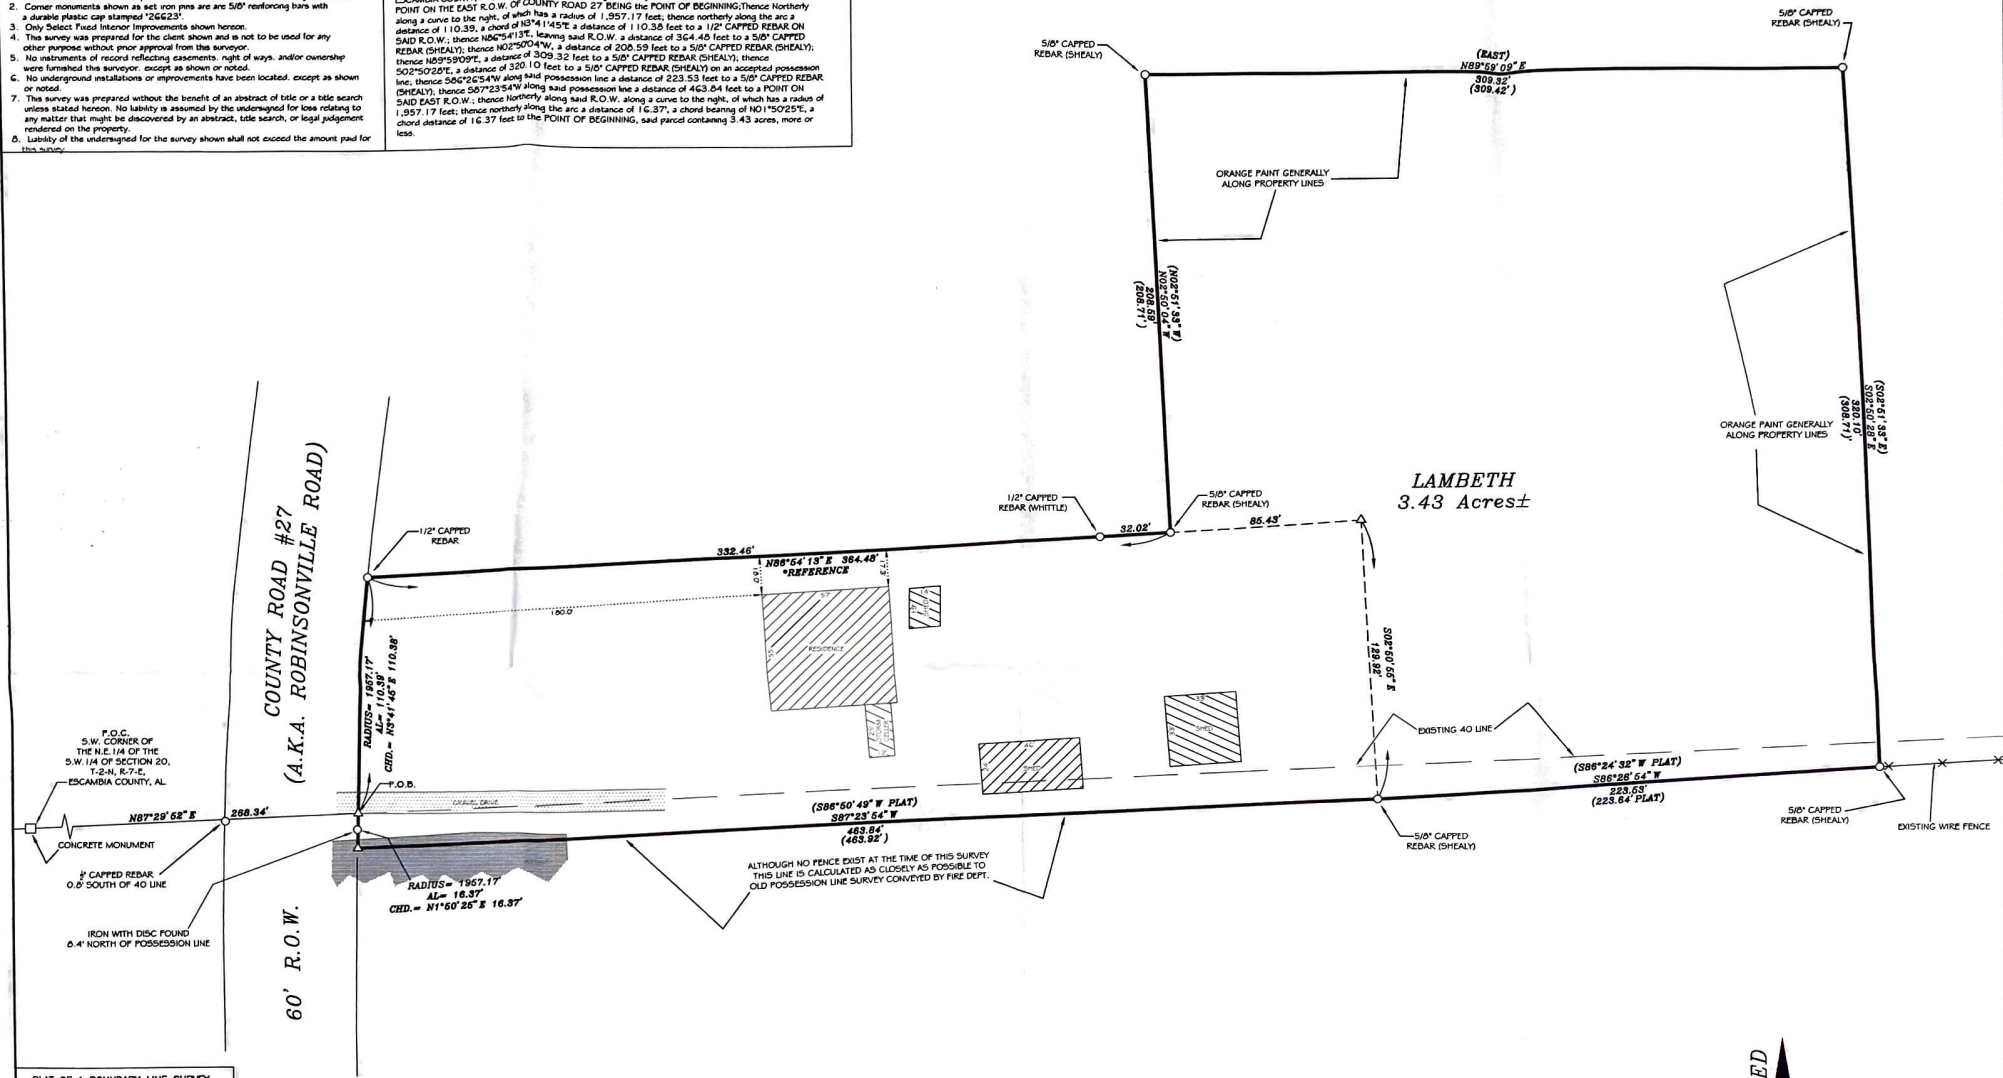 2. Corner monuments shown as set iron pins are are 5/8" reinforcing bars with
a durable plastic cap stamped "26623".
3. Only Select Fixed Interior Improvements shown hereon.
4. This survey was prepared for the client shown and is not to be used for any
other purpose without prior approval from this surveyor.
5. No instruments of record reflecting easements, right of ways, and/or ownership
were furnished this surveyor, except as shown or noted.
6. No underground installations or improvements have been located, except as shown
or noted.
7. This survey was prepared without the benefit of an abstract of title or a title search
unless stated hereon. No liability is assumed by the undersigned for loss relating to
any matter that might be discovered by an abstract, title search, or legal judgement
rendered on the property.
8. Liability of the undersigned for the survey shown shall not exceed the amount paid for
this survey.
POINT ON THE EAST R.O.W. OF COUNTY ROAD 27 BEING the POINT OF BEGINNING;Thence Northerly
along a curve to the right, of which has a radius of 1,957.17 feet; thence northerly along the arc a
distance of 110.39, a chord of N3°41'45"E a distance of 110.38 feet to a 1/2" CAPPED REBAR ON
SAID R.O.W.; thence N86°54'13"E, leaving said R.O.W. a distance of 364.48 feet to a 5/8" CAPPED
REBAR (SHEALY); thence N02°50'04"W, a distance of 208.59 feet to a 5/8" CAPPED REBAR (SHEALY);
thence N89°59'09"E, a distance of 309.32 feet to a 5/8" CAPPED REBAR (SHEALY); thence
S02°50'28"E, a distance of 320.10 feet to a 5/8" CAPPED REBAR (SHEALY) on an accepted possession
line; thence S86°26'54"W along said possession line a distance of 223.53 feet to a 5/8" CAPPED REBAR
(SHEALY); thence S87°23'54"W along said possession line a distance of 463.84 feet to a POINT ON
SAID EAST R.O.W.; thence Northerly along said R.O.W. along a curve to the right, of which has a radius of
1,957.17 feet; thence northerly along the arc a distance of 16.37', a chord bearing of N01°50'25"E, a
chord distance of 16.37 feet to the POINT OF BEGINNING, said parcel containing 3.43 acres, more or
less.
5/8" CAPPED
REBAR (SHEALY)
5/8" CAPPED
REBAR (SHEALY)
(EAST)
N89°59'09"E
309.32'
(309.42')
ORANGE PAINT GENERALLY
ALONG PROPERTY LINES
(N02°51'33"W)
N02°50'04"W
208.59'
(208.71')
(S02°51'33"E)
S02°50'28"E
320.10'
(308.71')
ORANGE PAINT GENERALLY
ALONG PROPERTY LINES
LAMBETH
3.43 Acres±
1/2" CAPPED
REBAR (WHITTLE)
5/8" CAPPED
REBAR (SHEALY)
32.02'
85.43'
1/2" CAPPED
REBAR
332.46'
N86°54'13"E 364.48'
*REFERENCE
19.0'
17.3'
180.0'
57'
55'
RESIDENCE
SHED
25'
STORM
CELLER
46'
24'
SHED
33'
33'
SHED
S02°50'55"E
129.92'
COUNTY ROAD #27
(A.K.A. ROBINSONVILLE ROAD)
RADIUS= 1957.17'
AL= 110.39'
CHD.= N3°41'45"E 110.38'
P.O.C.
S.W. CORNER OF
THE N.E. 1/4 OF THE
S.W. 1/4 OF SECTION 20,
T-2-N, R-7-E,
ESCAMBIA COUNTY, AL
P.O.B.
GRAVEL DRIVE
EXISTING 40 LINE
(S86°24'32"W PLAT)
S86°26'54"W
223.53'
(223.64' PLAT)
N87°29'52"E
268.34'
CONCRETE MONUMENT
(S86°50'49"W PLAT)
S87°23'54"W
463.84'
(463.92')
5/8" CAPPED
REBAR (SHEALY)
5/8" CAPPED
REBAR (SHEALY)
EXISTING WIRE FENCE
CAPPED REBAR
0.8' SOUTH OF 40 LINE
RADIUS= 1957.17'
AL= 16.37'
CHD.= N1°50'25"E 16.37'
ALTHOUGH NO FENCE EXIST AT THE TIME OF THIS SURVEY
THIS LINE IS CALCULATED AS CLOSELY AS POSSIBLE TO
OLD POSSESSION LINE SURVEY CONVEYED BY FIRE DEPT.
IRON WITH DISC FOUND
8.4' NORTH OF POSSESSION LINE
60' R.O.W.
PLAT OF A BOUNDARY LINE SURVEY